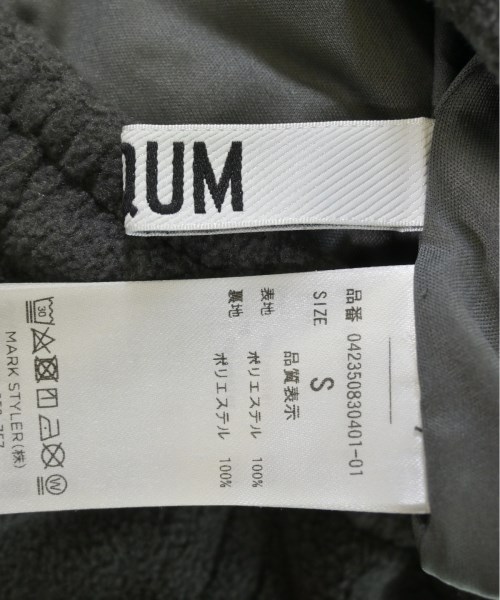 QUM
品番 042350830401-01
SIZE S
品質表示
表地 ポリエステル 100%
裏地 ポリエステル 100%
30
W
MARK STYLER(株)